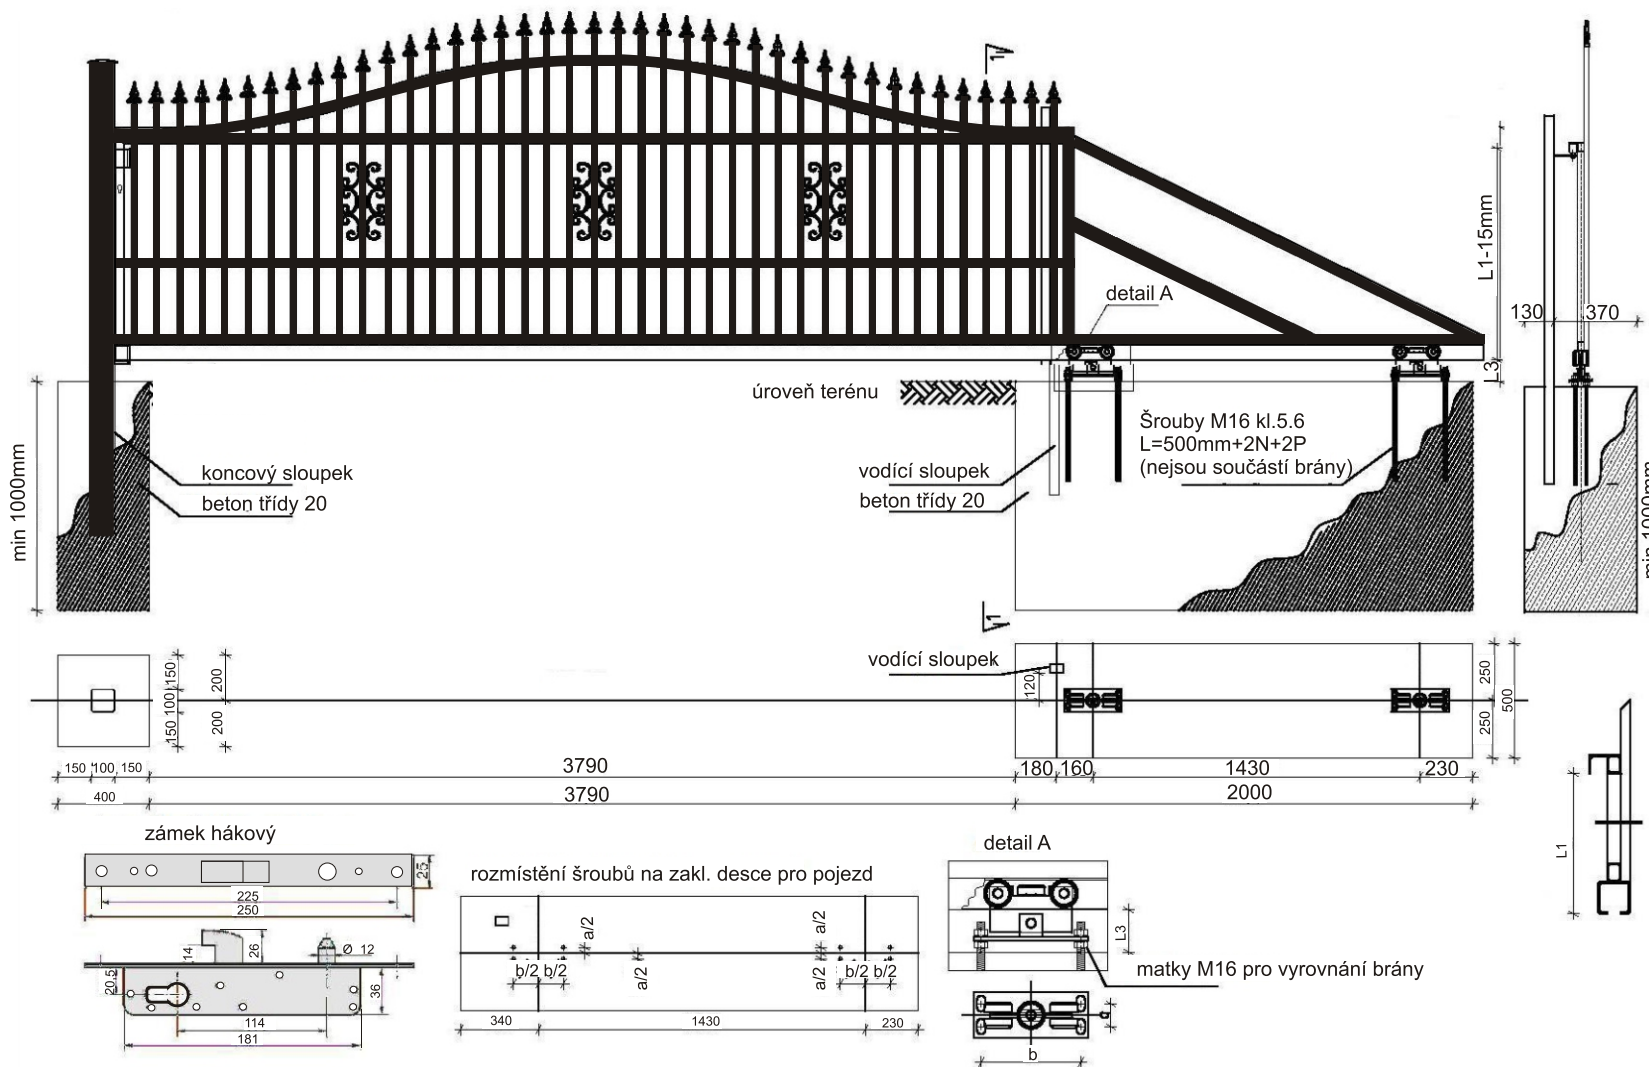 1
L1-15mm
130
370
detail A
L3
úroveň terénu
Šrouby M16 kl.5.6
L=500mm+2N+2P
(nejsou součástí brány)
koncový sloupek
beton třídy 20
vodící sloupek
beton třídy 20
min 1000mm
min 1000mm
1
vodící sloupek
150
100
150
200
200
120
250
250
500
150
100
150
3790
180
160
1430
230
400
3790
2000
zámek hákový
25
225
250
14
26
Ø 12
20,5
36
114
181
rozmístění šroubů na zakl. desce pro pojezd
a/2
a/2
b/2
b/2
a/2
a/2
b/2
b/2
340
1430
230
detail A
L3
matky M16 pro vyrovnání brány
a
b
L1